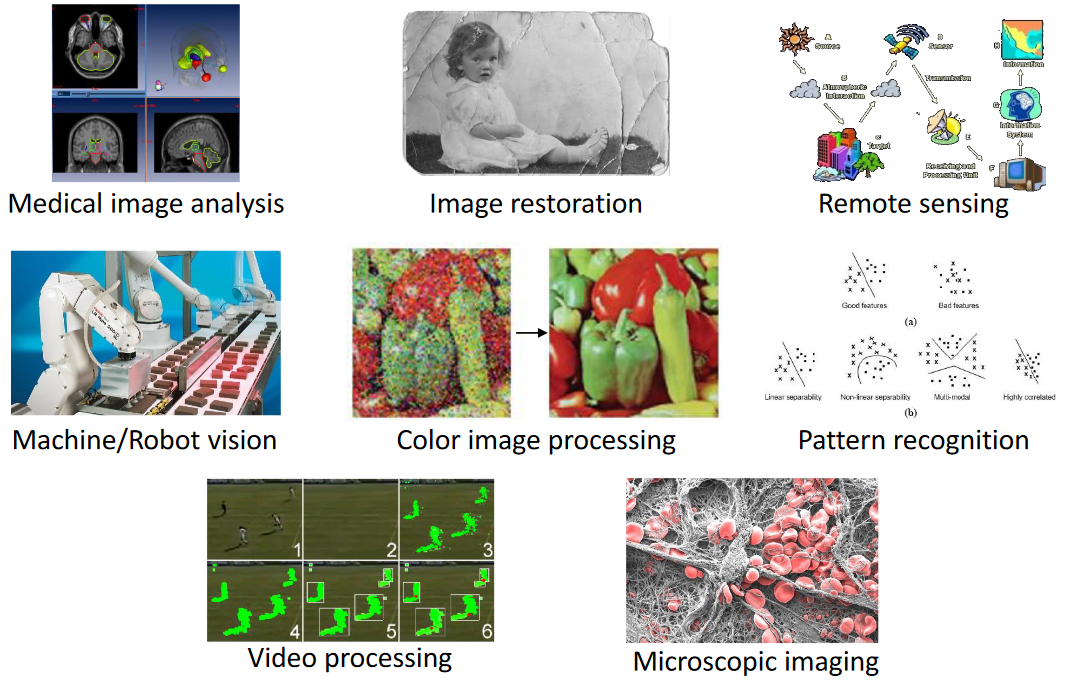 Medical image analysis
Image restoration
A
Source
D
Sensor
H
Information
B
Atmospheric
Interaction
Transmission
G
Information
System
C
Target
E
Receiving and
Processing Unit
F
Remote sensing
Machine/Robot vision
Color image processing
Good features
Bad features
(a)
Linear separability
Non-linear separability
Multi-modal
Highly correlated
(b)
Pattern recognition
1
2
3
4
5
6
Video processing
Microscopic imaging